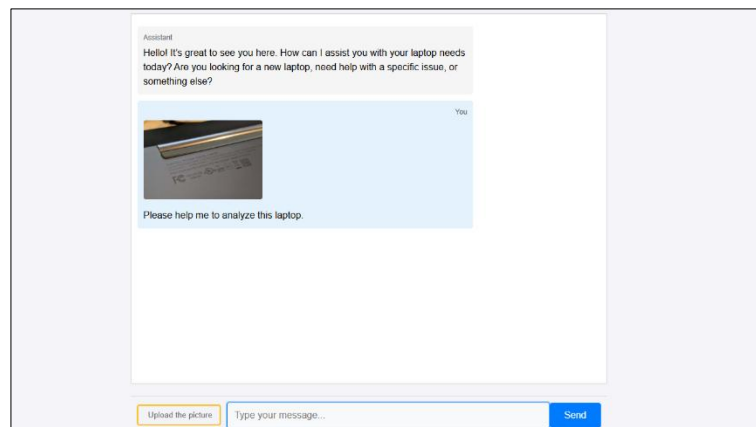 Assistant
Hello! It's great to see you here. How can I assist you with your laptop needs
today? Are you looking for a new laptop, need help with a specific issue, or
something else?
You
FC
Please help me to analyze this laptop.
Upload the picture
Type your message...
Send